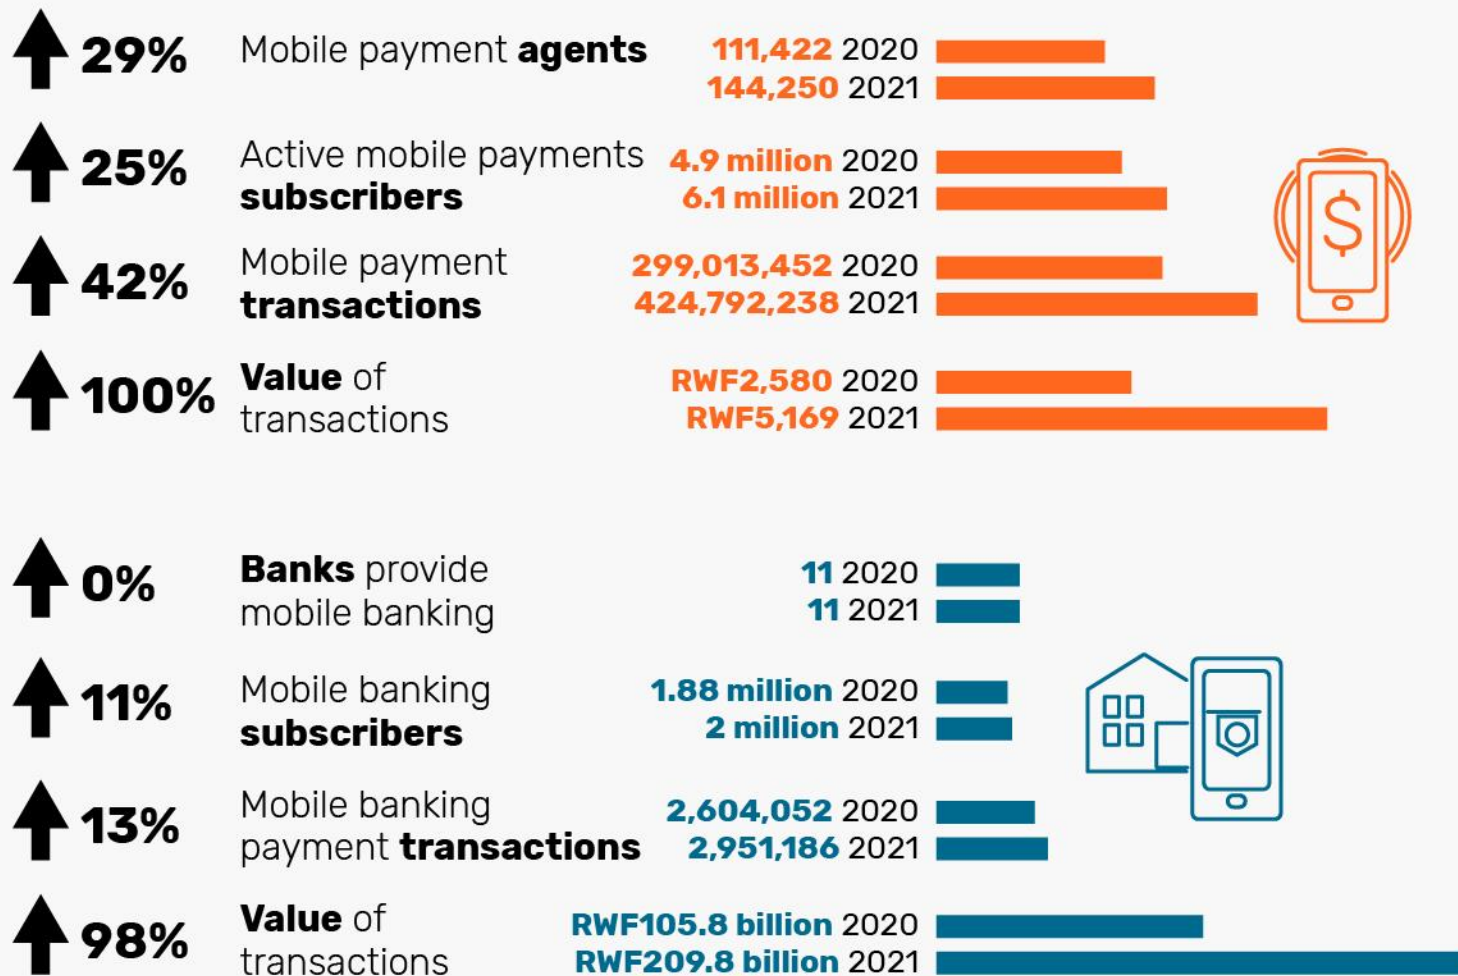 29% Mobile payment agents 111,422 2020
144,250 2021
25% Active mobile payments 4.9 million 2020
subscribers 6.1 million 2021
42% Mobile payment 299,013,452 2020
transactions 424,792,238 2021
100% Value of RWF2,580 2020
transactions RWF5,169 2021
$
0% Banks provide 11 2020
mobile banking 11 2021
11% Mobile banking 1.88 million 2020
subscribers 2 million 2021
13% Mobile banking 2,604,052 2020
payment transactions 2,951,186 2021
98% Value of RWF105.8 billion 2020
transactions RWF209.8 billion 2021